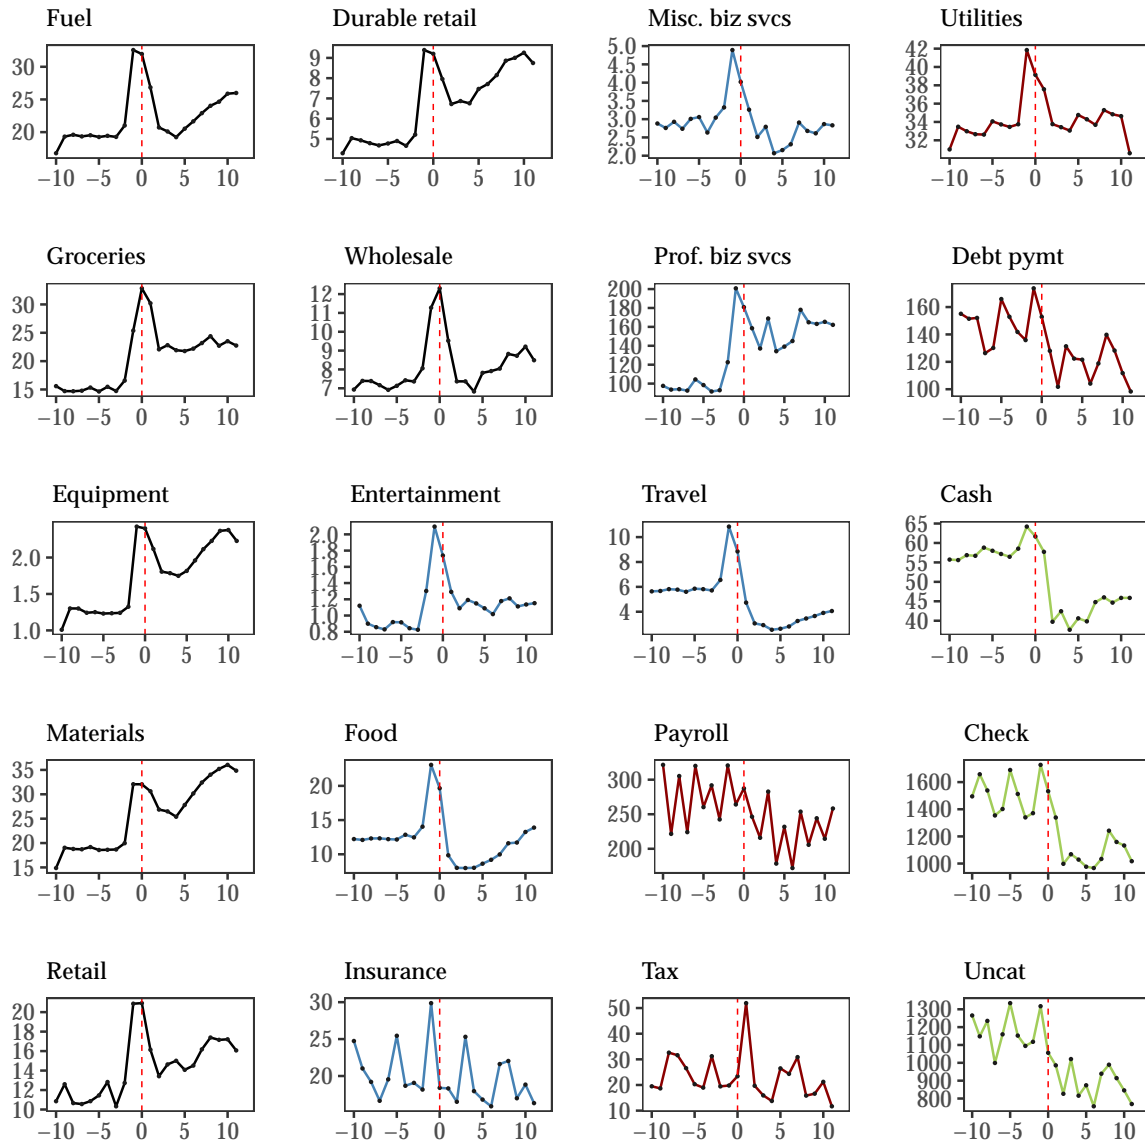 Fuel
30
20
−10 −5 0 5 10
Durable retail
9
8
7
6
5
−10 −5 0 5 10
Misc. biz svcs
5.0
4.5
4.0
3.5
3.0
2.5
2.0
−10 −5 0 5 10
Utilities
42
40
38
36
34
32
−10 −5 0 5 10
Groceries
30
25
20
15
−10 −5 0 5 10
Wholesale
12
11
10
9
8
7
−10 −5 0 5 10
Prof. biz svcs
200
180
160
140
120
100
−10 −5 0 5 10
Debt pymt
160
140
120
100
−10 −5 0 5 10
Equipment
2.0
1.5
1.0
−10 −5 0 5 10
Entertainment
2.0
1.8
1.6
1.4
1.2
1.0
0.8
−10 −5 0 5 10
Travel
10
8
6
4
−10 −5 0 5 10
Cash
65
60
55
50
45
40
−10 −5 0 5 10
Materials
35
30
25
20
15
−10 −5 0 5 10
Food
20
15
10
−10 −5 0 5 10
Payroll
300
250
200
−10 −5 0 5 10
Check
1600
1400
1200
1000
−10 −5 0 5 10
Retail
20
18
16
14
12
10
−10 −5 0 5 10
Insurance
30
25
20
−10 −5 0 5 10
Tax
50
40
30
20
10
−10 −5 0 5 10
Uncat
1300
1200
1100
1000
900
800
−10 −5 0 5 10